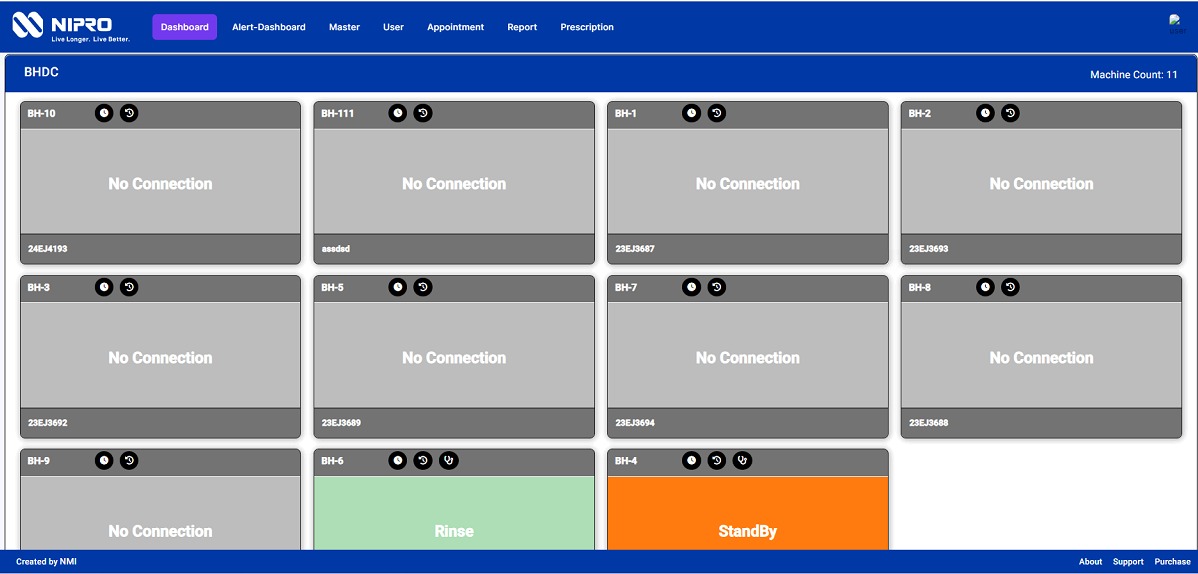 NIPRO
Live Longer. Live Better.
Dashboard Alert-Dashboard Master User Appointment Report Prescription
user
BHDC
Machine Count: 11
BH-10 BH-111 BH-1 BH-2
No Connection No Connection No Connection No Connection
24EJ4193 assdsd 23EJ3687 23EJ3693
BH-3 BH-5 BH-7 BH-8
No Connection No Connection No Connection No Connection
23EJ3692 23EJ3689 23EJ3694 23EJ3688
BH-9 BH-6 BH-4
No Connection Rinse StandBy
Created by NMI
About Support Purchase